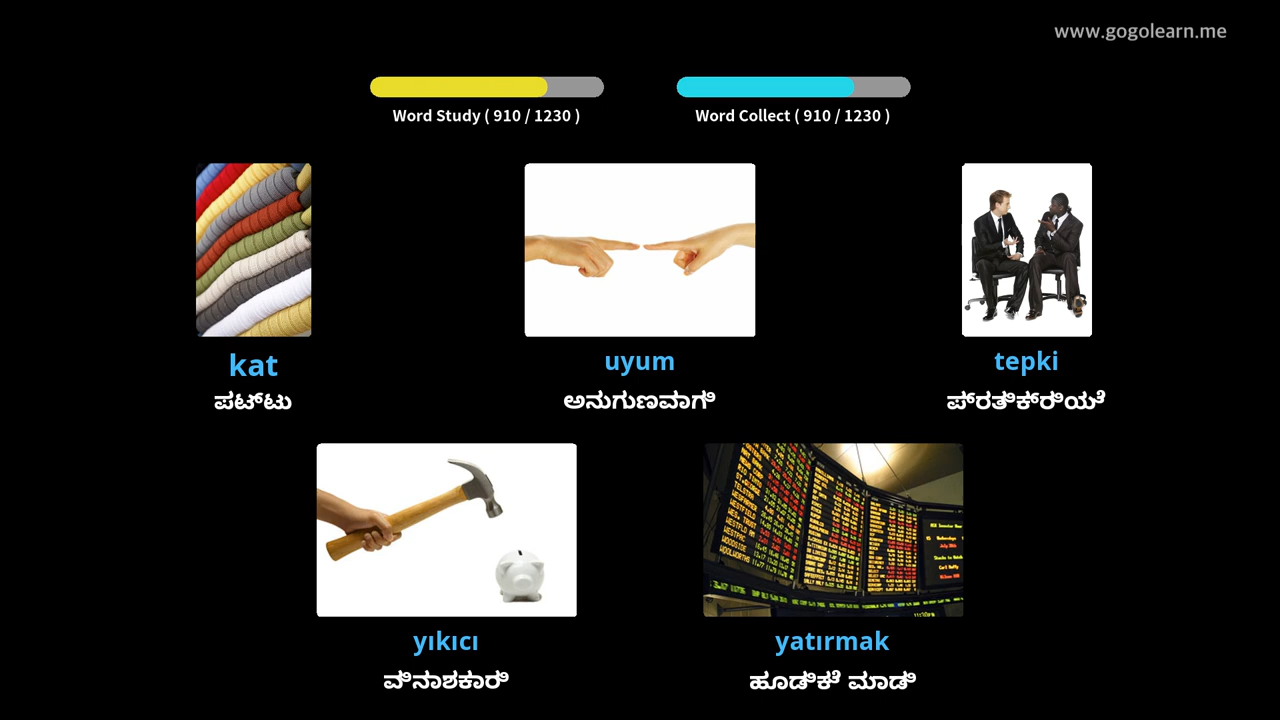 www.gogolearn.me
Word Study ( 910 / 1230 )
Word Collect ( 910 / 1230 )
kat
ಪಟ್ಟು
uyum
ಅನುಗುಣವಾಗಿ
tepki
ಪ್ರತಿಕ್ರಿಯೆ
yıkıcı
ವಿನಾಶಕಾರಿ
yatırmak
ಹೂಡಿಕೆ ಮಾಡಿ